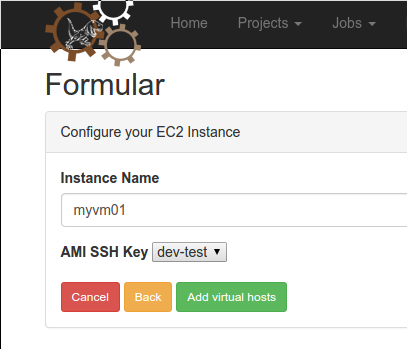 Home Projects Jobs
Formular
Configure your EC2 Instance
Instance Name
myvm01
AMI SSH Key dev-test
Cancel Back Add virtual hosts